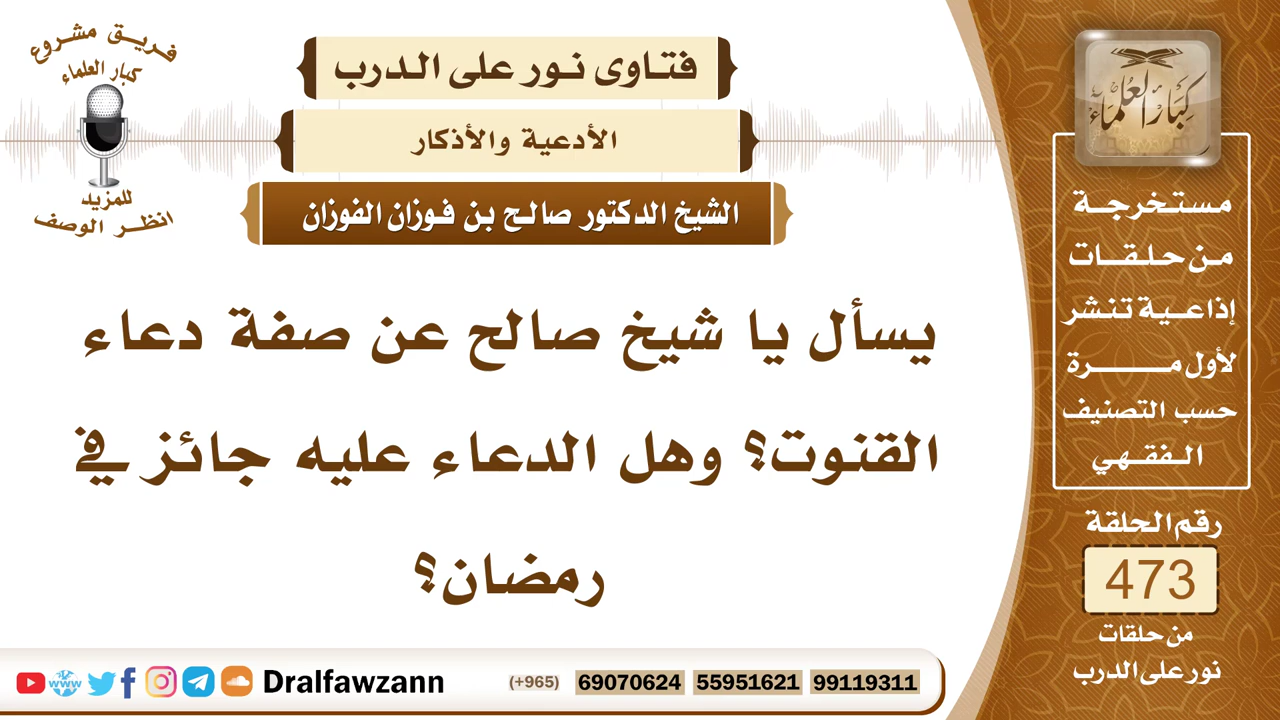 فريق مشروع
كبار العلماء
للمزيد
انظر الوصف
فتاوى نور على الدرب
الأدعية والأذكار
الشيخ الدكتور صالح بن فوزان الفوزان
يسأل يا شيخ صالح عن صفة دعاء
القنوت؟ وهل الدعاء عليه جائز في
رمضان؟
كبار العلماء
مستخرجة
من حلقات
إذاعية تنشر
لأول مرة
حسب التصنيف
الفقهي
رقم الحلقة
473
من حلقات
نور على الدرب
www
Dralfawzann
(+965) 69070624 55951621 99119311